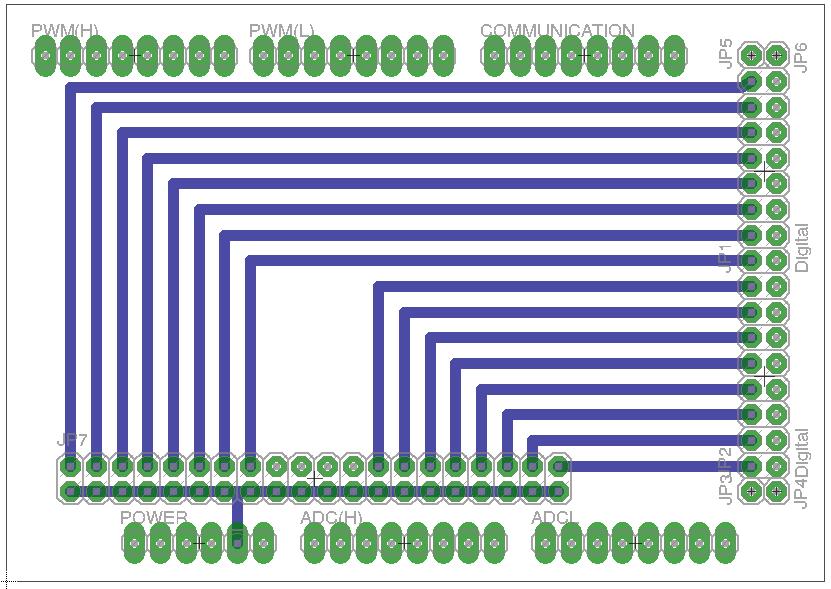 PWM(H)
PWM(L)
COMMUNICATION
JP5
JP6
JP1
Digital
JP7
JP2
JP3
JP4
Digital
POWER
ADC(H)
ADCL